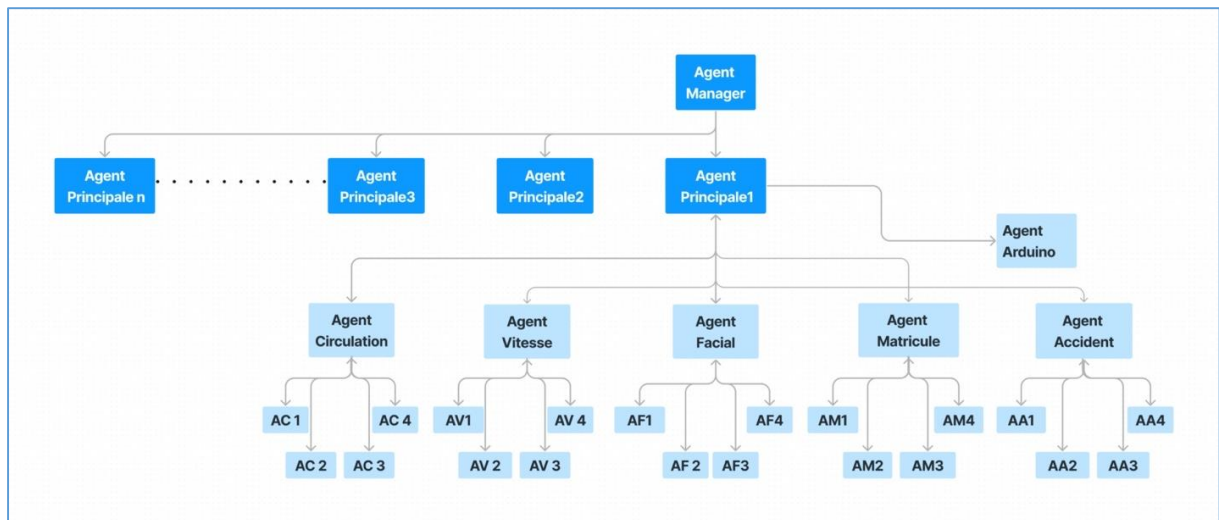 Agent
Manager
Agent
Principale n
Agent
Principale3
Agent
Principale2
Agent
Principale1
Agent
Arduino
Agent
Circulation
Agent
Vitesse
Agent
Facial
Agent
Matricule
Agent
Accident
AC 1
AC 4
AV1
AV 4
AF1
AF4
AM1
AM4
AA1
AA4
AC 2
AC 3
AV 2
AV 3
AF 2
AF3
AM2
AM3
AA2
AA3